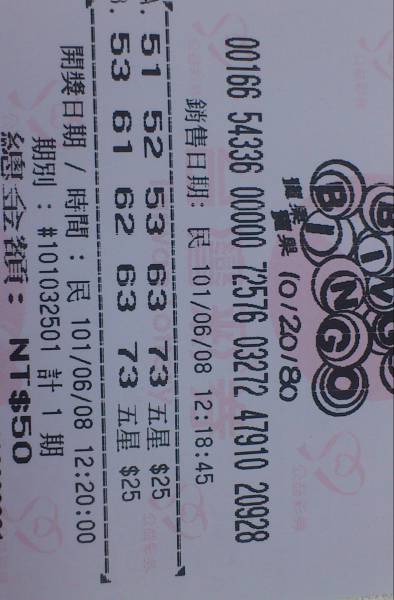 BINGO
BINGO
賓果 賓果 10/20/80
00166 54336 00000 72576 03272 47910 20928
銷售日期: 民 101/06/08 12:18:45
A. 51 52 53 63 73 五星 $25
B. 53 61 62 63 73 五星 $25
開獎日期 / 時間: 民 101/06/08 12:20:00
期別: #101032501 計 1 期
總金額: NT$50